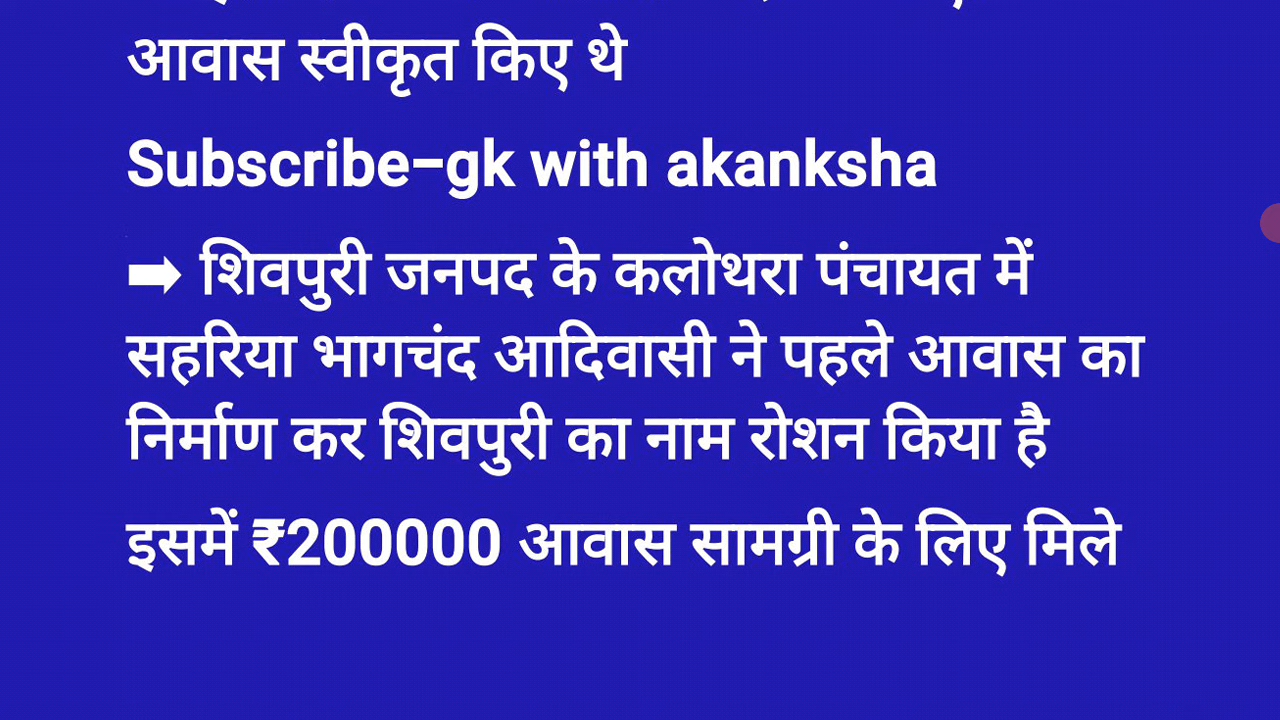 आवास स्वीकृत किए थे
Subscribe–gk with akanksha
➡ शिवपुरी जनपद के कलोथरा पंचायत में
सहरिया भागचंद आदिवासी ने पहले आवास का
निर्माण कर शिवपुरी का नाम रोशन किया है
इसमें ₹200000 आवास सामग्री के लिए मिले